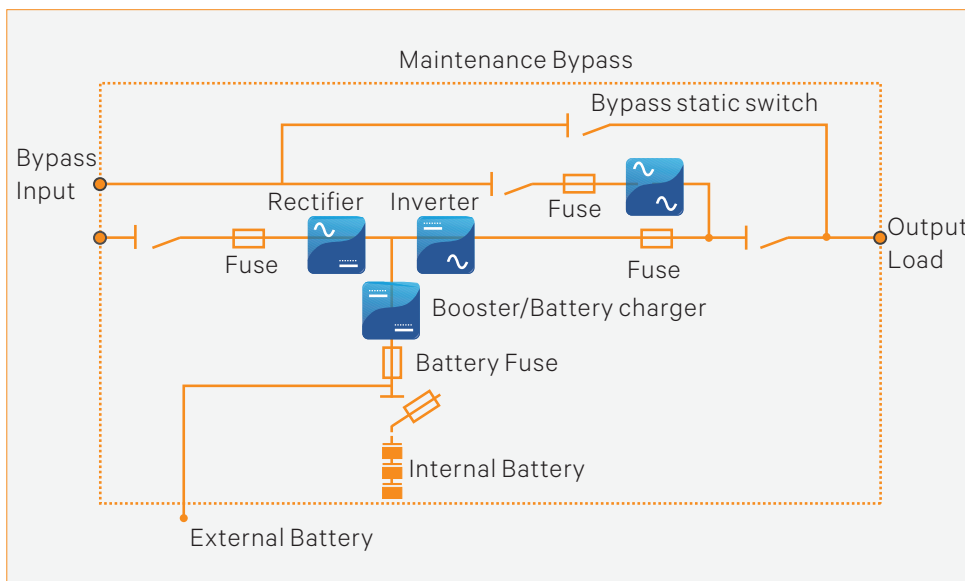 Maintenance Bypass
Bypass static switch
Bypass
Input
Rectifier
Inverter
Fuse
Fuse
Fuse
Output
Load
Booster/Battery charger
Battery Fuse
Internal Battery
External Battery